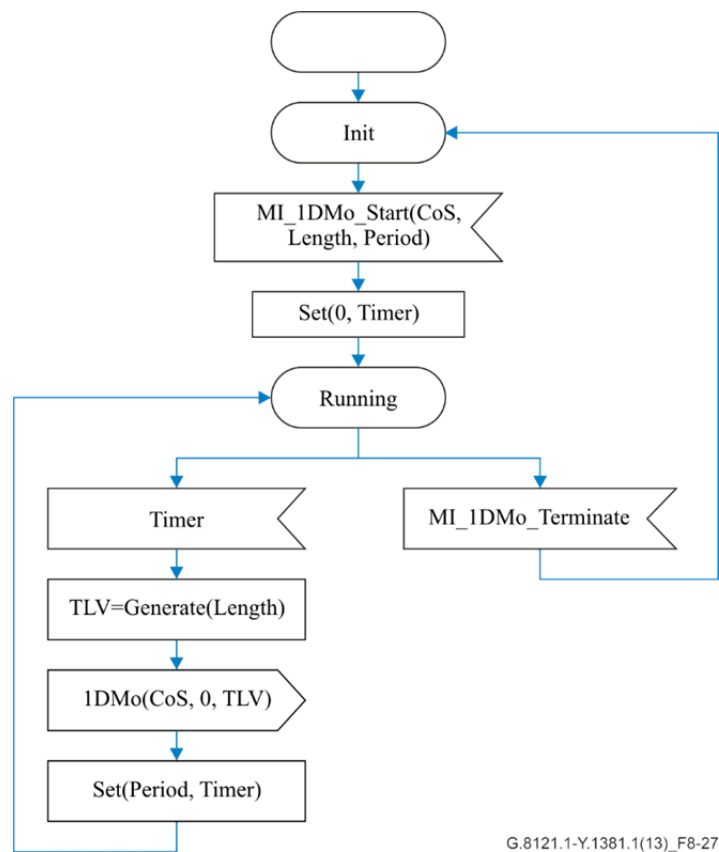 Init
MI_1DMo_Start(CoS,
Length, Period)
Set(0, Timer)
Running
Timer
MI_1DMo_Terminate
TLV=Generate(Length)
1DMo(CoS, 0, TLV)
Set(Period, Timer)
G.8121.1-Y.1381.1(13)_F8-27